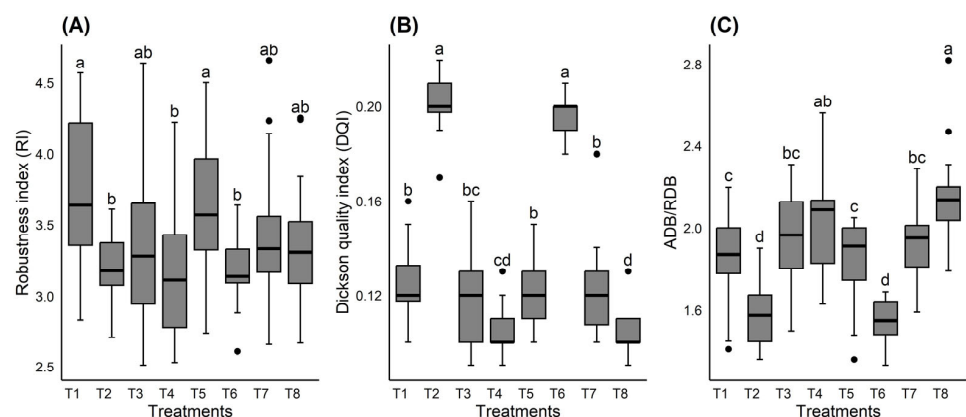 (A)
a
b
ab
b
a
b
ab
ab
4.5
4.0
3.5
3.0
2.5
Robustness index (RI)
T1 T2 T3 T4 T5 T6 T7 T8
Treatments
(B)
b
a
bc
cd
b
a
b
d
0.20
0.16
0.12
Dickson quality index (DQI)
T1 T2 T3 T4 T5 T6 T7 T8
Treatments
(C)
c
d
bc
ab
c
d
bc
a
2.8
2.4
2.0
1.6
ADB/RDB
T1 T2 T3 T4 T5 T6 T7 T8
Treatments